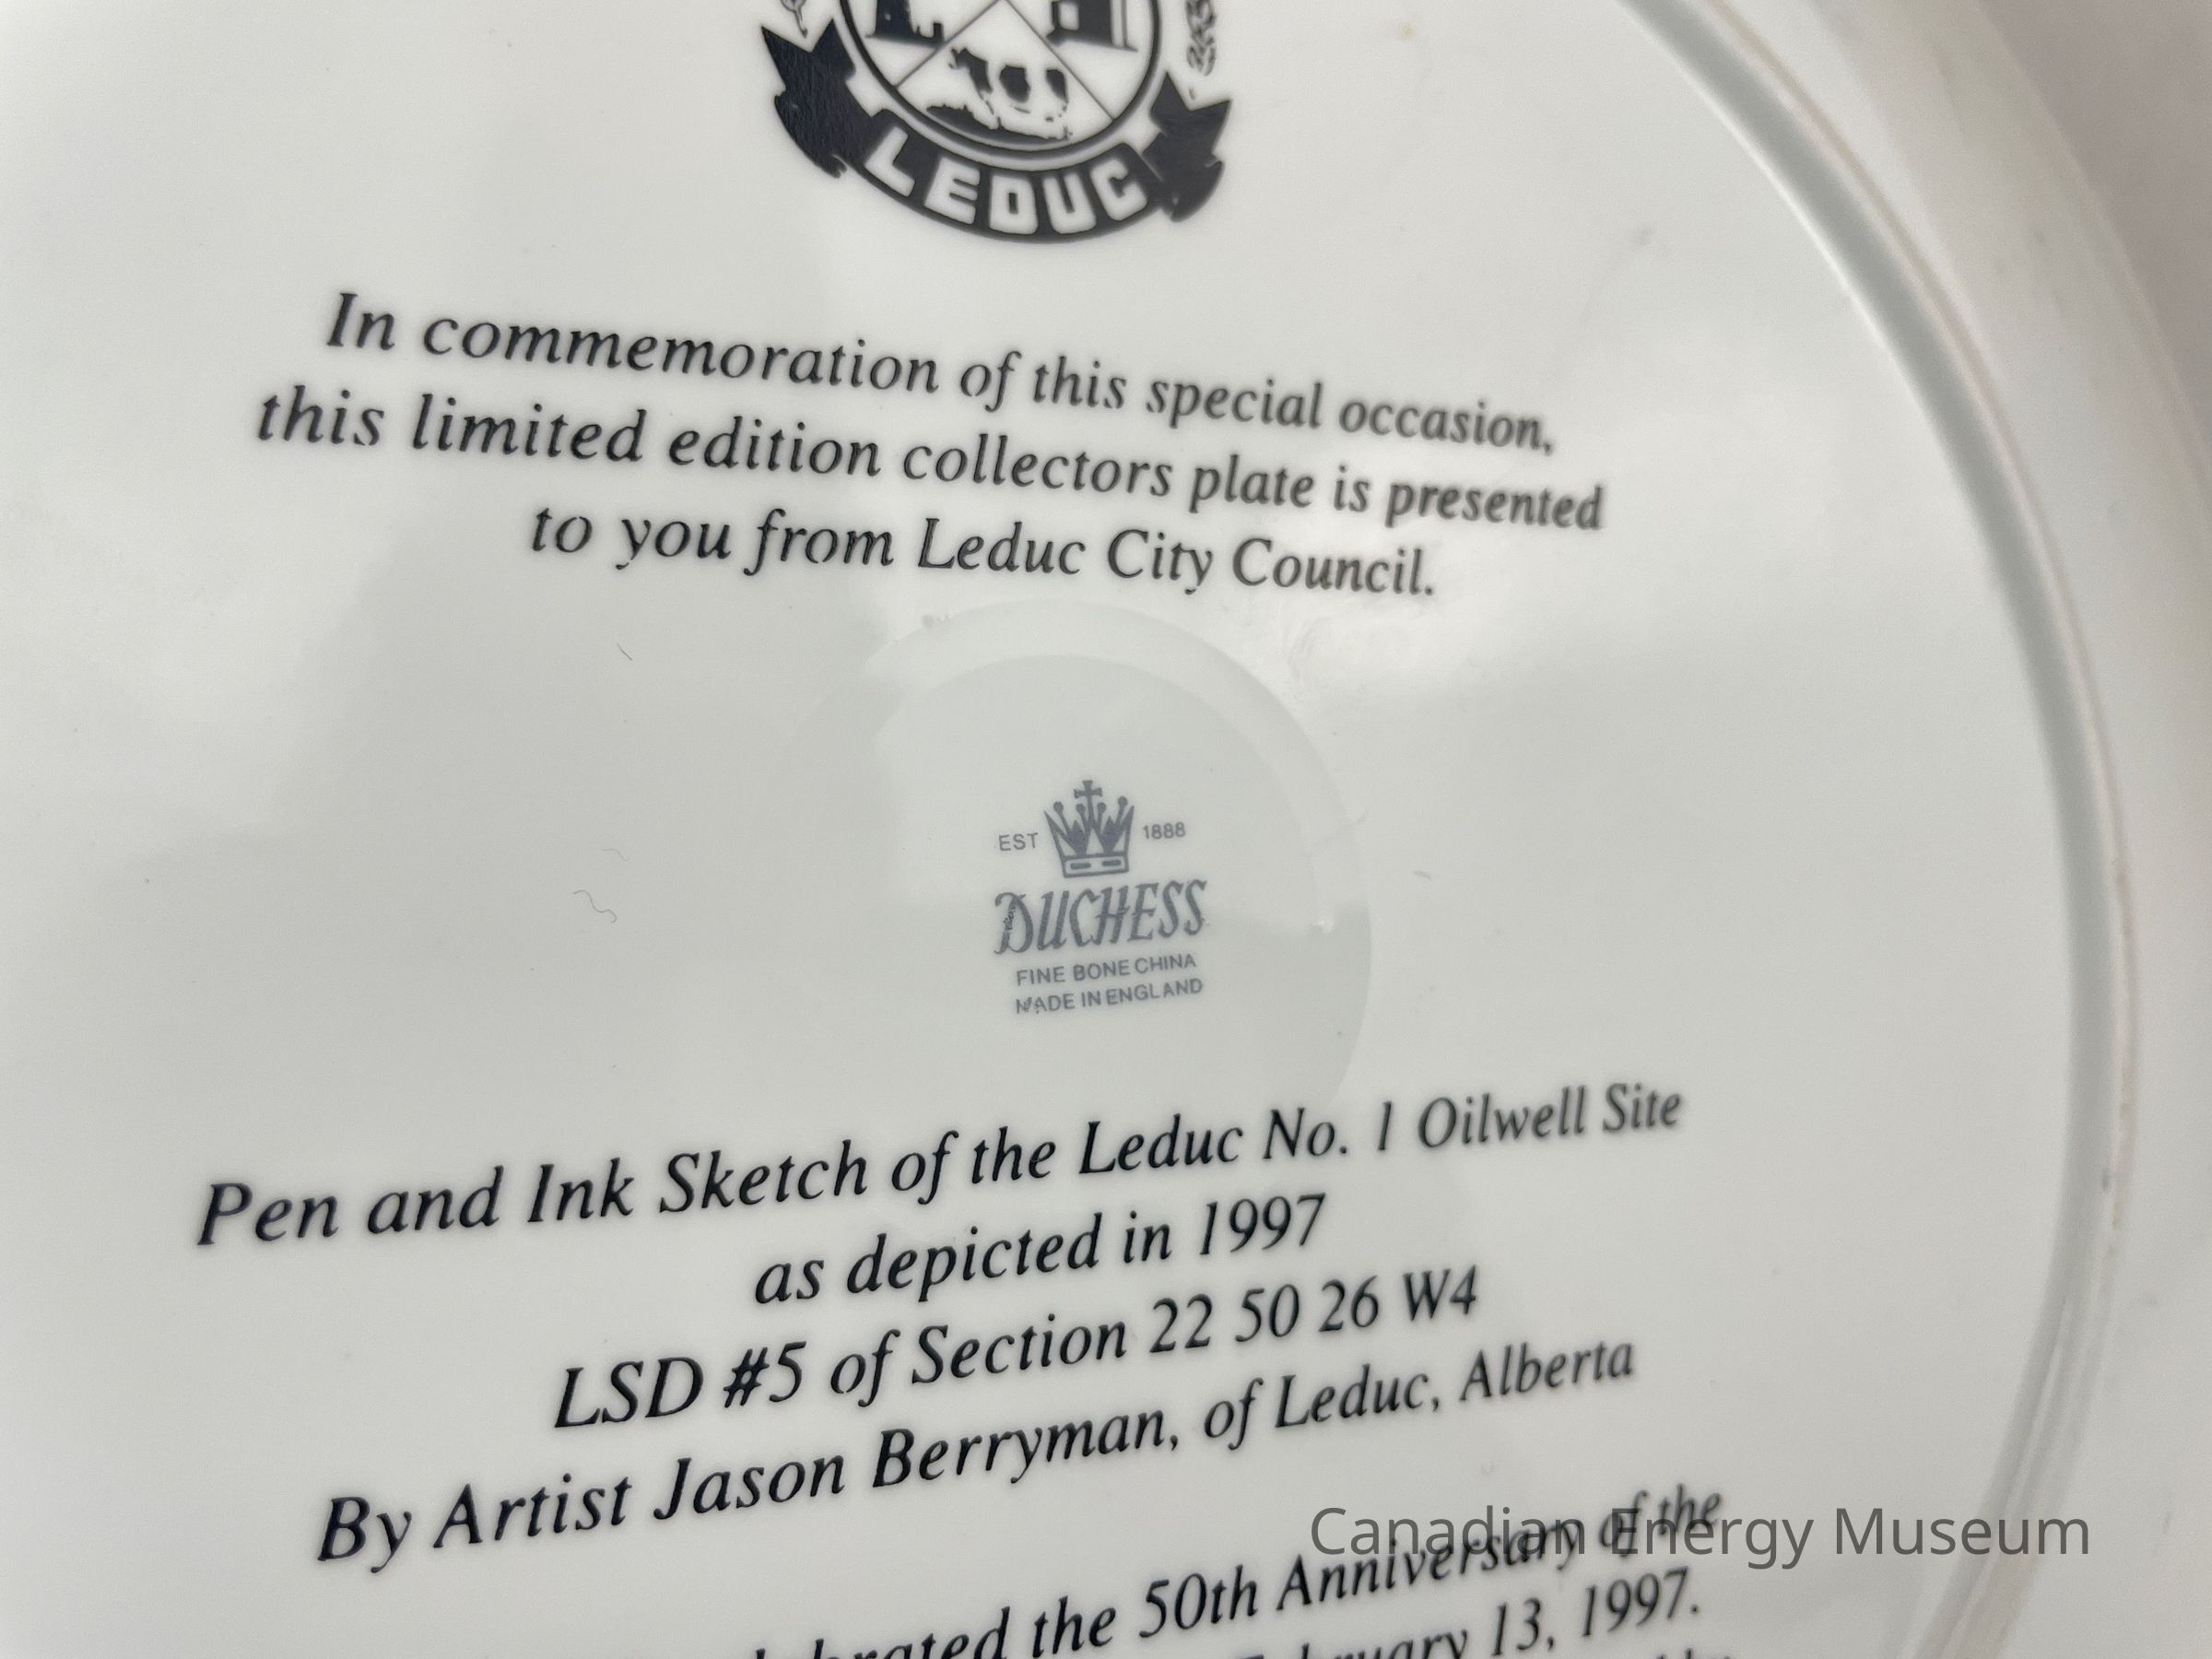 LEDUC
In commemoration of this special occasion,
this limited edition collectors plate is presented
to you from Leduc City Council.
EST 1888
DUCHESS
FINE BONE CHINA
MADE IN ENGLAND
Pen and Ink Sketch of the Leduc No. 1 Oilwell Site
as depicted in 1997
LSD #5 of Section 22 50 26 W4
By Artist Jason Berryman, of Leduc, Alberta
the 50th Anniversary of the
Canadian Energy Museum
February 13, 1997.